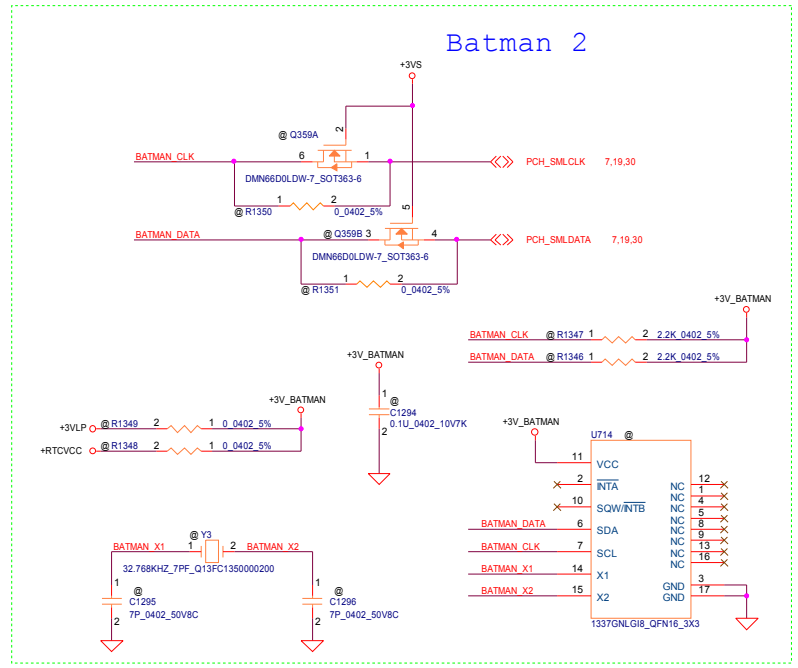 Batman 2
+3VS
@ Q359A
2
BATMAN_CLK
6
1
PCH_SMLCLK 7,19,30
DMN66D0LDW-7_SOT363-6
1
2
@ R1350
0_0402_5%
5
BATMAN_DATA
@ Q359B 3
4
PCH_SMLDATA 7,19,30
DMN66D0LDW-7_SOT363-6
1
2
@ R1351
0_0402_5%
+3V_BATMAN
BATMAN_CLK @ R1347 1 2 2.2K_0402_5%
BATMAN_DATA @ R1346 1 2 2.2K_0402_5%
+3V_BATMAN
1
@
C1294
0.1U_0402_10V7K
2
+3V_BATMAN
+3VLP @ R1349 2 1 0_0402_5%
+RTCVCC @ R1348 2 1 0_0402_5%
+3V_BATMAN
U714 @
11 VCC
2 INTA
10 SQW/INTB
BATMAN_DATA 6 SDA
BATMAN_CLK 7 SCL
BATMAN_X1 14 X1
BATMAN_X2 15 X2
NC 12
NC 1
NC 4
NC 5
NC 8
NC 9
NC 13
NC 16
GND 3
GND 17
1337GNLGI8_QFN16_3X3
@ Y3
BATMAN_X1 1 2 BATMAN_X2
32.768KHZ_7PF_Q13FC1350000200
1
@
C1295
7P_0402_50V8C
2
1
@
C1296
7P_0402_50V8C
2